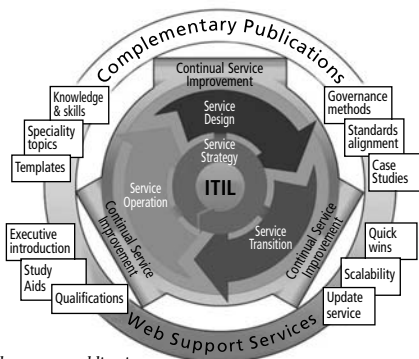 Complementary Publications
Continual Service
Improvement
Knowledge
& skills
Speciality
topics
Templates
Governance
methods
Standards
alignment
Case
Studies
Service
Design
Service
Strategy
ITIL
Service
Operation
Service
Transition
Continual Service
Improvement
Continual Service
Improvement
Executive
introduction
Study
Aids
Qualifications
Quick
wins
Scalability
Update
service
Web Support Services